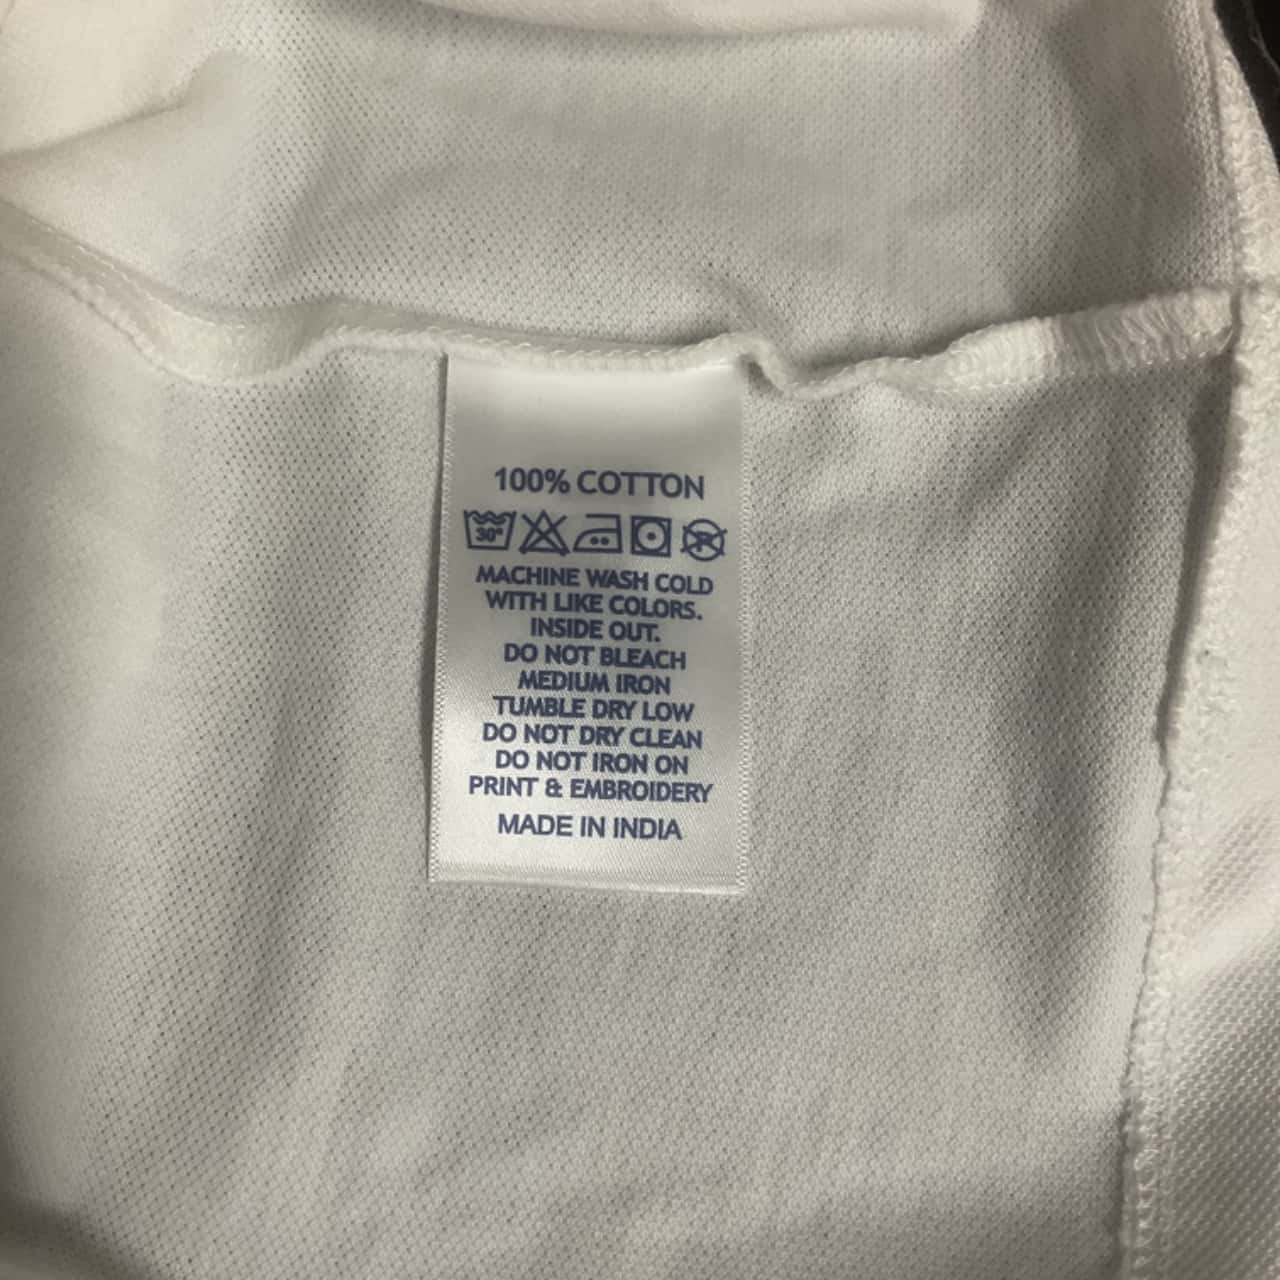 100% COTTON
30°
MACHINE WASH COLD
WITH LIKE COLORS.
INSIDE OUT.
DO NOT BLEACH
MEDIUM IRON
TUMBLE DRY LOW
DO NOT DRY CLEAN
DO NOT IRON ON
PRINT & EMBROIDERY
MADE IN INDIA